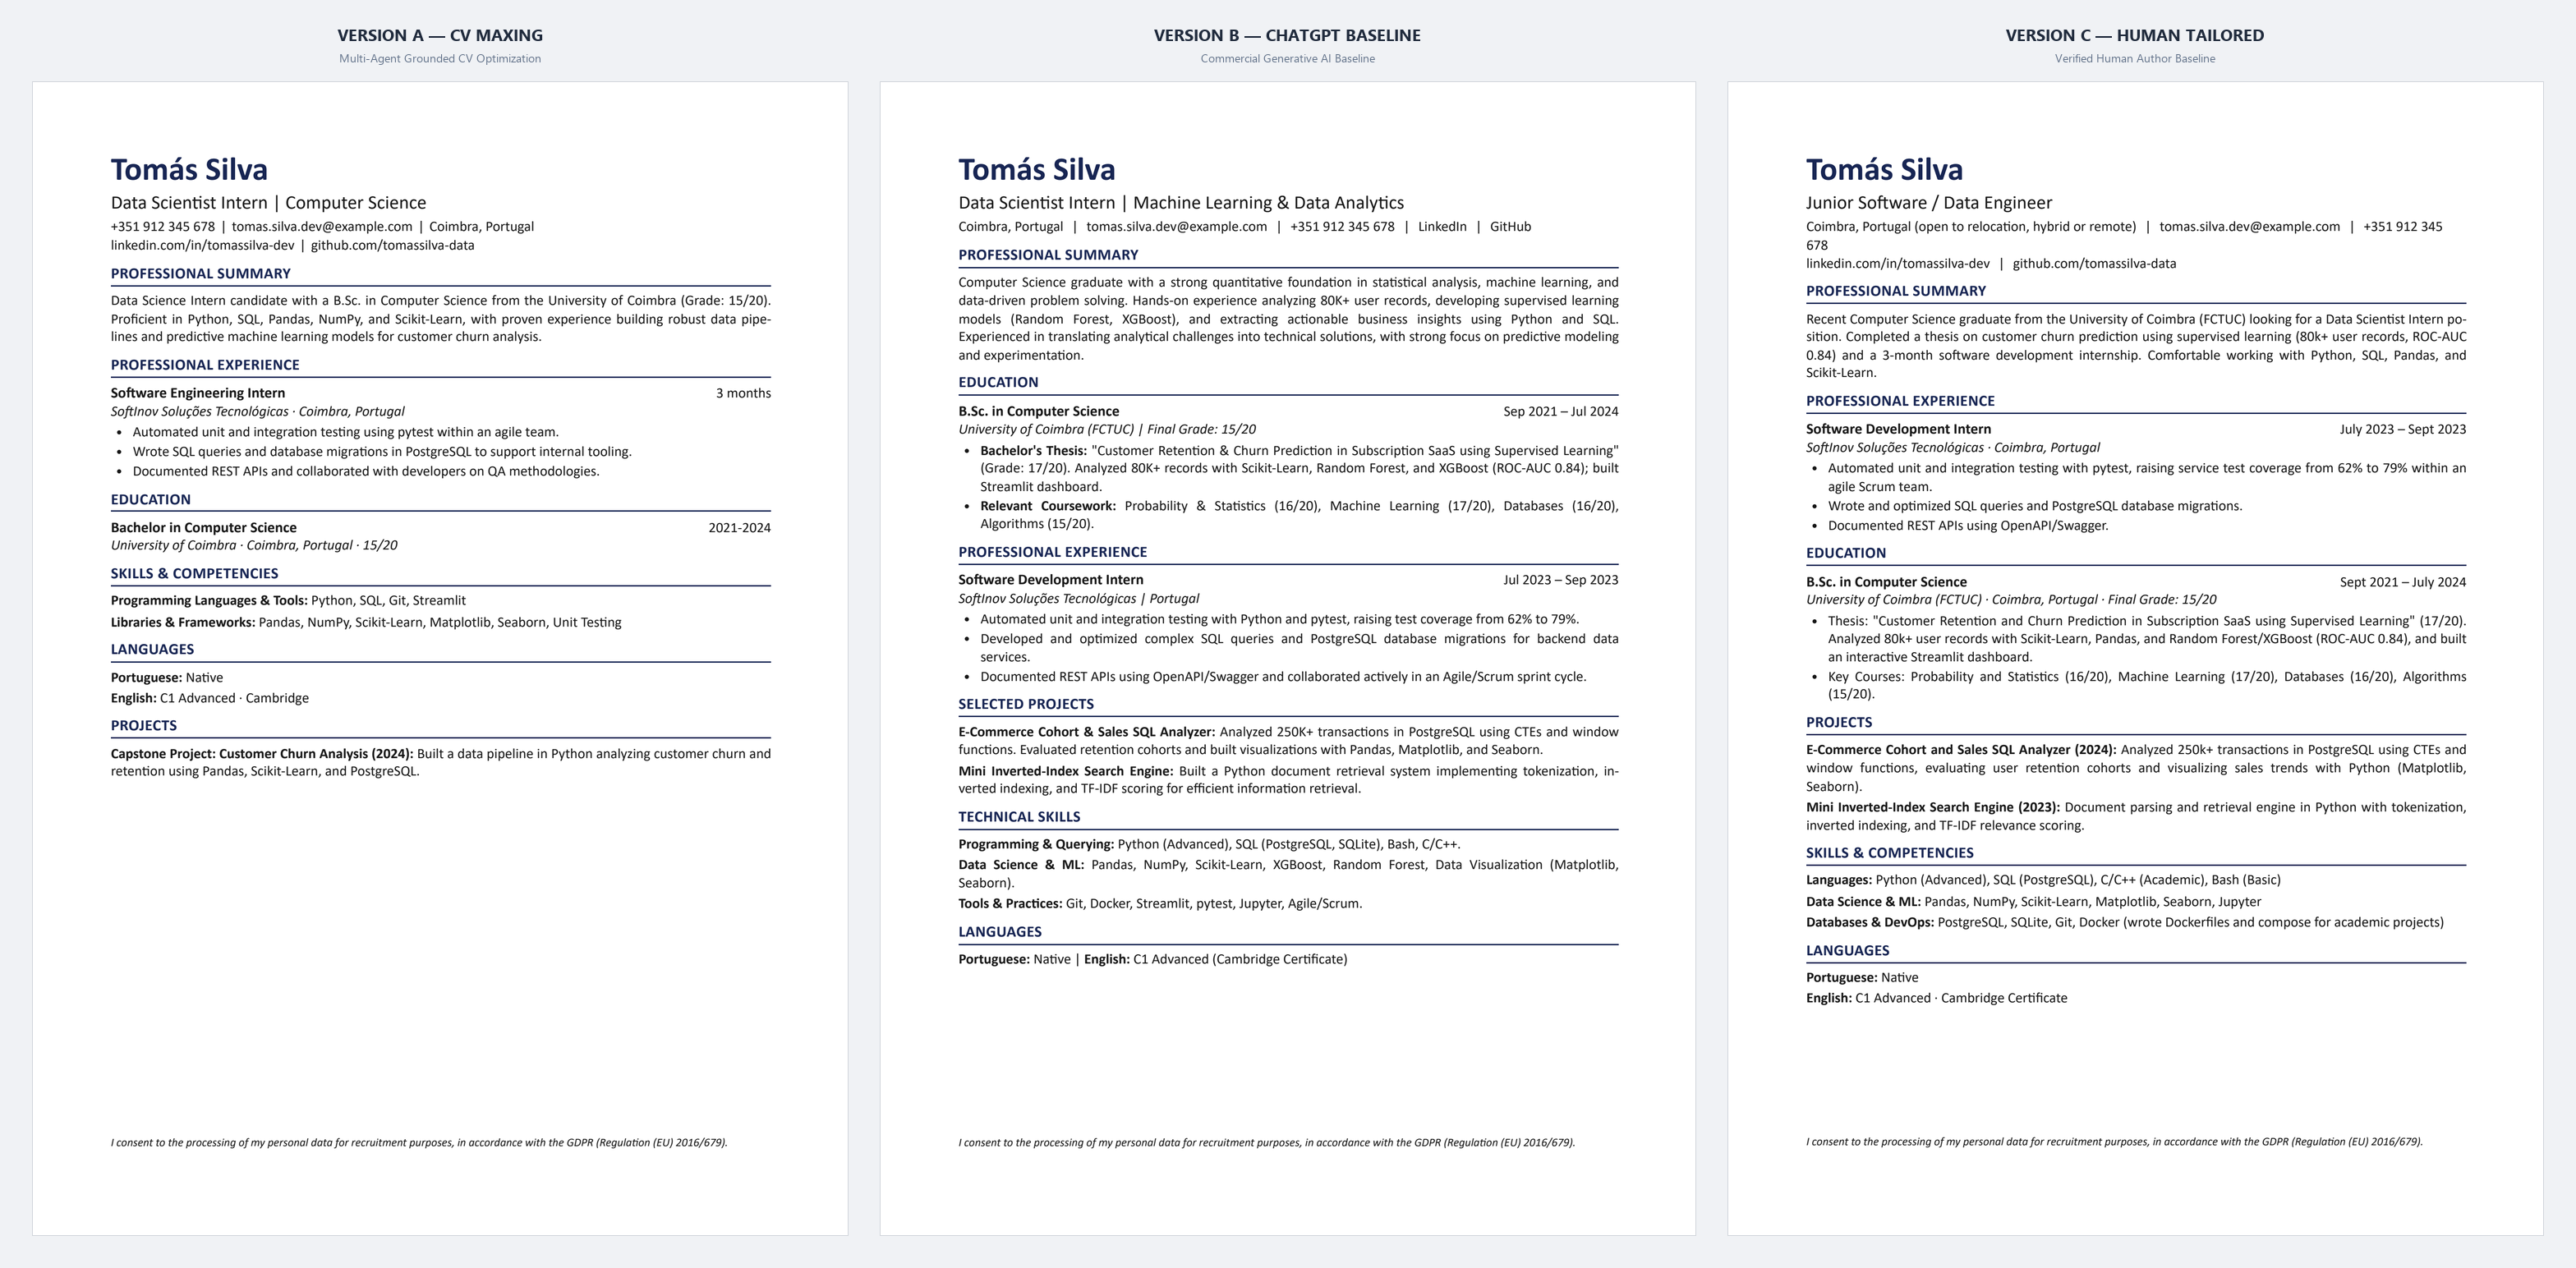 VERSION A — CV MAXING
Multi-Agent Grounded CV Optimization
Tomás Silva
Data Scientist Intern | Computer Science
+351 912 345 678 | tomas.silva.dev@example.com | Coimbra, Portugal
linkedin.com/in/tomassilva-dev | github.com/tomassilva-data
PROFESSIONAL SUMMARY
Data Science Intern candidate with a B.Sc. in Computer Science from the University of Coimbra (Grade: 15/20).
Proficient in Python, SQL, Pandas, NumPy, and Scikit-Learn, with proven experience building robust data pipe-
lines and predictive machine learning models for customer churn analysis.
PROFESSIONAL EXPERIENCE
Software Engineering Intern 3 months
SoftInov Soluções Tecnológicas · Coimbra, Portugal
• Automated unit and integration testing using pytest within an agile team.
• Wrote SQL queries and database migrations in PostgreSQL to support internal tooling.
• Documented REST APIs and collaborated with developers on QA methodologies.
EDUCATION
Bachelor in Computer Science 2021-2024
University of Coimbra · Coimbra, Portugal · 15/20
SKILLS & COMPETENCIES
Programming Languages & Tools: Python, SQL, Git, Streamlit
Libraries & Frameworks: Pandas, NumPy, Scikit-Learn, Matplotlib, Seaborn, Unit Testing
LANGUAGES
Portuguese: Native
English: C1 Advanced · Cambridge
PROJECTS
Capstone Project: Customer Churn Analysis (2024): Built a data pipeline in Python analyzing customer churn and
retention using Pandas, Scikit-Learn, and PostgreSQL.
I consent to the processing of my personal data for recruitment purposes, in accordance with the GDPR (Regulation (EU) 2016/679).
VERSION B — CHATGPT BASELINE
Commercial Generative AI Baseline
Tomás Silva
Data Scientist Intern | Machine Learning & Data Analytics
Coimbra, Portugal | tomas.silva.dev@example.com | +351 912 345 678 | LinkedIn | GitHub
PROFESSIONAL SUMMARY
Computer Science graduate with a strong quantitative foundation in statistical analysis, machine learning, and
data-driven problem solving. Hands-on experience analyzing 80K+ user records, developing supervised learning
models (Random Forest, XGBoost), and extracting actionable business insights using Python and SQL.
Experienced in translating analytical challenges into technical solutions, with strong focus on predictive modeling
and experimentation.
EDUCATION
B.Sc. in Computer Science Sep 2021 – Jul 2024
University of Coimbra (FCTUC) | Final Grade: 15/20
• Bachelor's Thesis: "Customer Retention & Churn Prediction in Subscription SaaS using Supervised Learning"
(Grade: 17/20). Analyzed 80K+ records with Scikit-Learn, Random Forest, and XGBoost (ROC-AUC 0.84); built
Streamlit dashboard.
• Relevant Coursework: Probability & Statistics (16/20), Machine Learning (17/20), Databases (16/20),
Algorithms (15/20).
PROFESSIONAL EXPERIENCE
Software Development Intern Jul 2023 – Sep 2023
SoftInov Soluções Tecnológicas | Portugal
• Automated unit and integration testing with Python and pytest, raising test coverage from 62% to 79%.
• Developed and optimized complex SQL queries and PostgreSQL database migrations for backend data
services.
• Documented REST APIs using OpenAPI/Swagger and collaborated actively in an Agile/Scrum sprint cycle.
SELECTED PROJECTS
E-Commerce Cohort & Sales SQL Analyzer: Analyzed 250K+ transactions in PostgreSQL using CTEs and window
functions. Evaluated retention cohorts and built visualizations with Pandas, Matplotlib, and Seaborn.
Mini Inverted-Index Search Engine: Built a Python document retrieval system implementing tokenization, in-
verted indexing, and TF-IDF scoring for efficient information retrieval.
TECHNICAL SKILLS
Programming & Querying: Python (Advanced), SQL (PostgreSQL, SQLite), Bash, C/C++.
Data Science & ML: Pandas, NumPy, Scikit-Learn, XGBoost, Random Forest, Data Visualization (Matplotlib,
Seaborn).
Tools & Practices: Git, Docker, Streamlit, pytest, Jupyter, Agile/Scrum.
LANGUAGES
Portuguese: Native | English: C1 Advanced (Cambridge Certificate)
I consent to the processing of my personal data for recruitment purposes, in accordance with the GDPR (Regulation (EU) 2016/679).
VERSION C — HUMAN TAILORED
Verified Human Author Baseline
Tomás Silva
Junior Software / Data Engineer
Coimbra, Portugal (open to relocation, hybrid or remote) | tomas.silva.dev@example.com | +351 912 345
678
linkedin.com/in/tomassilva-dev | github.com/tomassilva-data
PROFESSIONAL SUMMARY
Recent Computer Science graduate from the University of Coimbra (FCTUC) looking for a Data Scientist Intern po-
sition. Completed a thesis on customer churn prediction using supervised learning (80k+ user records, ROC-AUC
0.84) and a 3-month software development internship. Comfortable working with Python, SQL, Pandas, and
Scikit-Learn.
PROFESSIONAL EXPERIENCE
Software Development Intern July 2023 – Sept 2023
SoftInov Soluções Tecnológicas · Coimbra, Portugal
• Automated unit and integration testing with pytest, raising service test coverage from 62% to 79% within an
agile Scrum team.
• Wrote and optimized SQL queries and PostgreSQL database migrations.
• Documented REST APIs using OpenAPI/Swagger.
EDUCATION
B.Sc. in Computer Science Sept 2021 – July 2024
University of Coimbra (FCTUC) · Coimbra, Portugal · Final Grade: 15/20
• Thesis: "Customer Retention and Churn Prediction in Subscription SaaS using Supervised Learning" (17/20).
Analyzed 80k+ user records with Scikit-Learn, Pandas, and Random Forest/XGBoost (ROC-AUC 0.84), and built
an interactive Streamlit dashboard.
• Key Courses: Probability and Statistics (16/20), Machine Learning (17/20), Databases (16/20), Algorithms
(15/20).
PROJECTS
E-Commerce Cohort and Sales SQL Analyzer (2024): Analyzed 250k+ transactions in PostgreSQL using CTEs and
window functions, evaluating user retention cohorts and visualizing sales trends with Python (Matplotlib,
Seaborn).
Mini Inverted-Index Search Engine (2023): Document parsing and retrieval engine in Python with tokenization,
inverted indexing, and TF-IDF relevance scoring.
SKILLS & COMPETENCIES
Languages: Python (Advanced), SQL (PostgreSQL), C/C++ (Academic), Bash (Basic)
Data Science & ML: Pandas, NumPy, Scikit-Learn, Matplotlib, Seaborn, Jupyter
Databases & DevOps: PostgreSQL, SQLite, Git, Docker (wrote Dockerfiles and compose for academic projects)
LANGUAGES
Portuguese: Native
English: C1 Advanced · Cambridge Certificate
I consent to the processing of my personal data for recruitment purposes, in accordance with the GDPR (Regulation (EU) 2016/679).